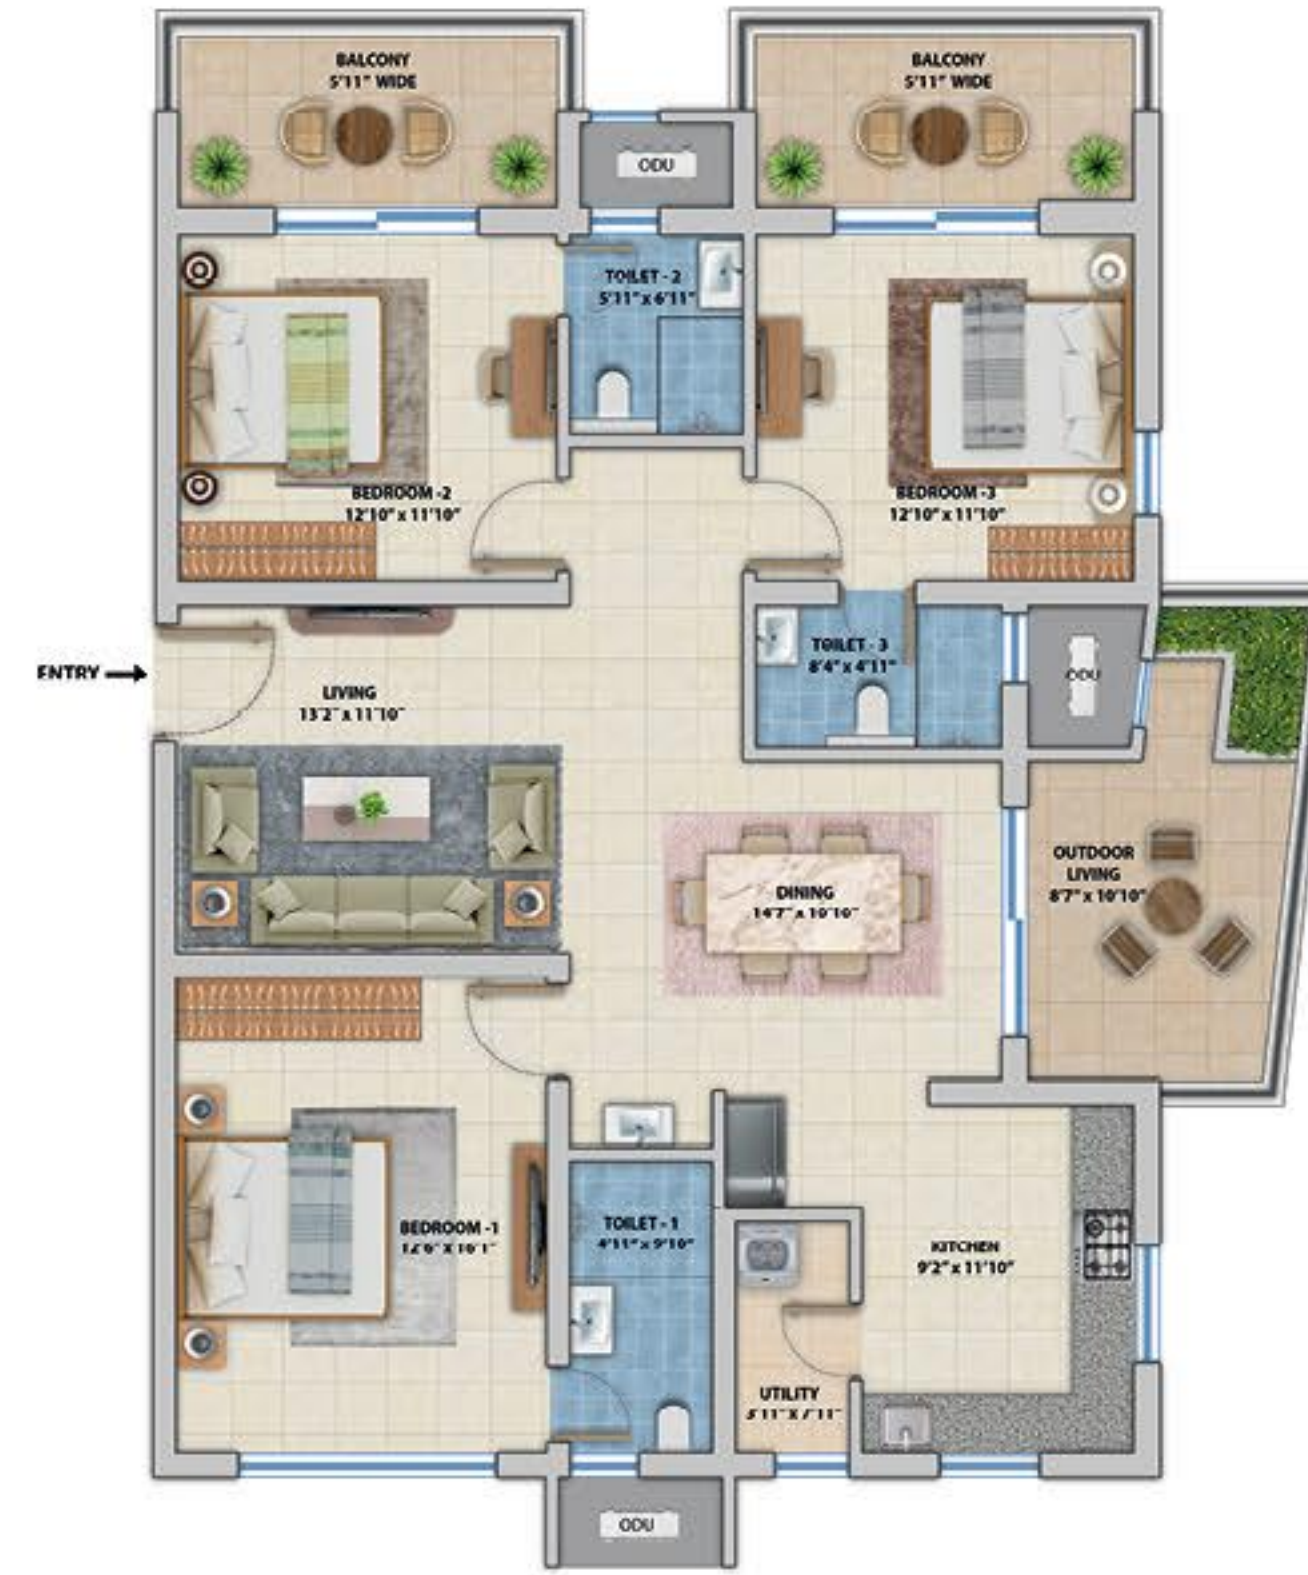 BALCONY
5'11" WIDE
BALCONY
5'11" WIDE
ODU
TOILET - 2
5'11" x 6'11"
BEDROOM -2
12'10" x 11'10"
BEDROOM -3
12'10" x 11'10"
ENTRY
LIVING
13'2" x 11'10"
TOILET - 3
8'4" x 4'11"
ODU
OUTDOOR
LIVING
8'7" x 10'10"
DINING
14'7" x 10'10"
BEDROOM -1
TOILET - 1
4'11" x 9'10"
KITCHEN
9'2" x 11'10"
UTILITY
ODU